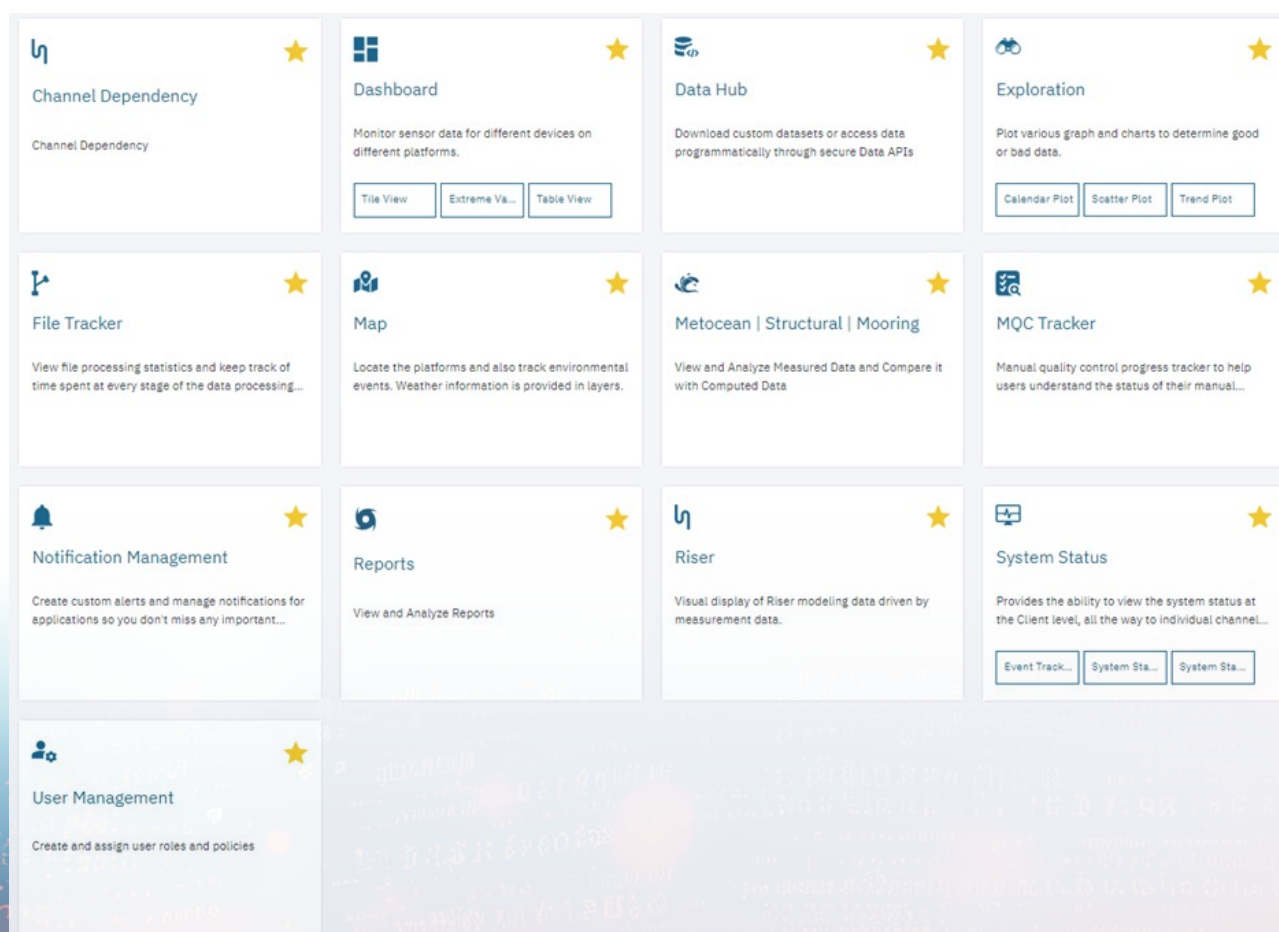 Channel Dependency
Channel Dependency
Dashboard
Monitor sensor data for different devices on
different platforms.
Tile View
Extreme Va...
Table View
Data Hub
Download custom datasets or access data
programmatically through secure Data APIs
Exploration
Plot various graph and charts to determine good
or bad data.
Calendar Plot
Scatter Plot
Trend Plot
File Tracker
View file processing statistics and keep track of
time spent at every stage of the data processing...
Map
Locate the platforms and also track environmental
events. Weather information is provided in layers.
Metocean | Structural | Mooring
View and Analyze Measured Data and Compare it
with Computed Data
MQC Tracker
Manual quality control progress tracker to help
users understand the status of their manual...
Notification Management
Create custom alerts and manage notifications for
applications so you don't miss any important...
Reports
View and Analyze Reports
Riser
Visual display of Riser modeling data driven by
measurement data.
System Status
Provides the ability to view the system status at
the Client level, all the way to individual channel...
Event Track...
System Sta...
System Sta...
User Management
Create and assign user roles and policies